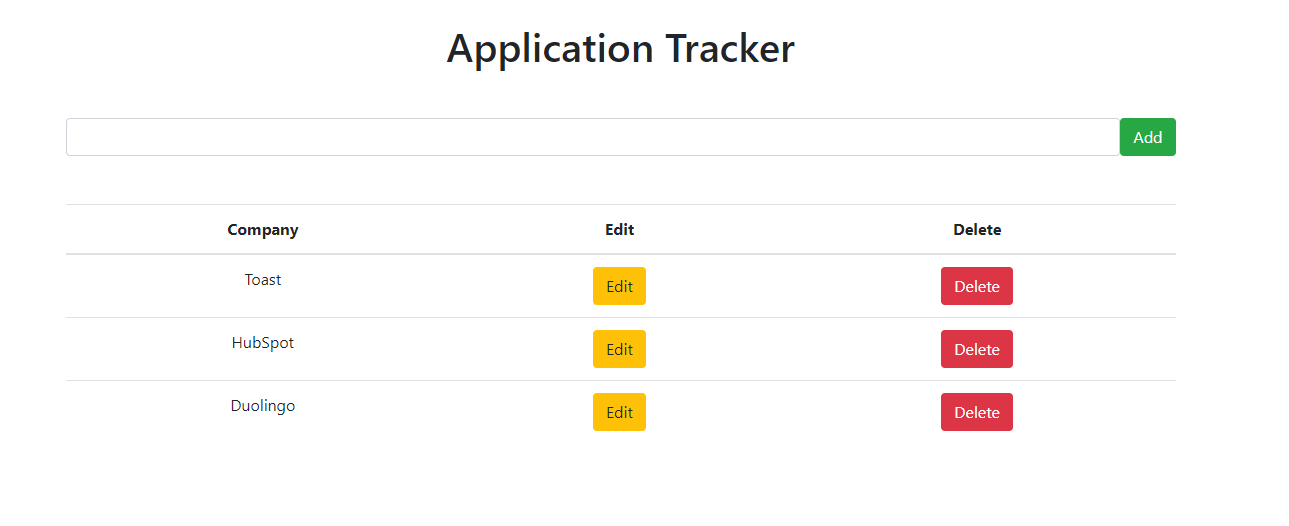 Application Tracker
Add
Company Edit Delete
Toast Edit Delete
HubSpot Edit Delete
Duolingo Edit Delete